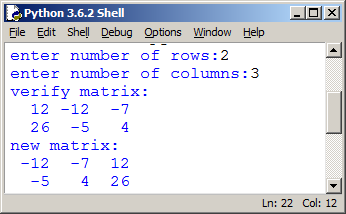 Python 3.6.2 Shell
File Edit Shell Debug Options Window Help
enter number of rows:2
enter number of columns:3
verify matrix:
  12 -12  -7
  26  -5   4
new matrix:
 -12  -7  12
  -5   4  26
Ln: 22 Col: 12